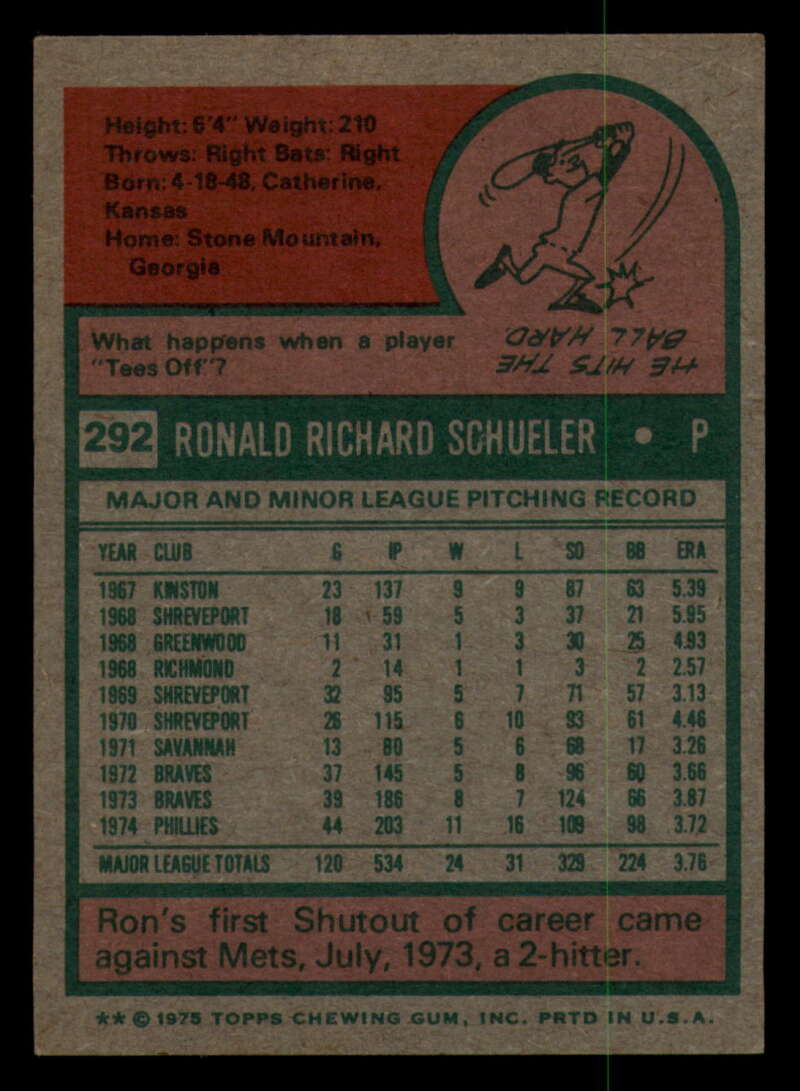 Height: 6'4" Weight: 210
Throws: Right Bats: Right
Born: 4-18-48, Catherine,
Kansas
Home: Stone Mountain,
Georgia
What happens when a player
"Tees Off"?
HE HITS THE
BALL HARD.
292 RONALD RICHARD SCHUELER • P
MAJOR AND MINOR LEAGUE PITCHING RECORD
YEAR CLUB G IP W L SO BB ERA
1967 KINSTON 23 137 9 9 87 63 5.39
1968 SHREVEPORT 18 59 5 3 37 21 5.95
1968 GREENWOOD 11 31 1 3 30 25 4.93
1968 RICHMOND 2 14 1 1 3 2 2.57
1969 SHREVEPORT 32 95 5 7 71 57 3.13
1970 SHREVEPORT 26 115 6 10 93 61 4.46
1971 SAVANNAH 13 80 5 6 68 17 3.26
1972 BRAVES 37 145 5 8 96 60 3.66
1973 BRAVES 39 186 8 7 124 66 3.87
1974 PHILLIES 44 203 11 16 109 98 3.72
MAJOR LEAGUE TOTALS 120 534 24 31 329 224 3.76
Ron's first Shutout of career came
against Mets, July, 1973, a 2-hitter.
** © 1975 TOPPS CHEWING GUM, INC. PRTD IN U.S.A.